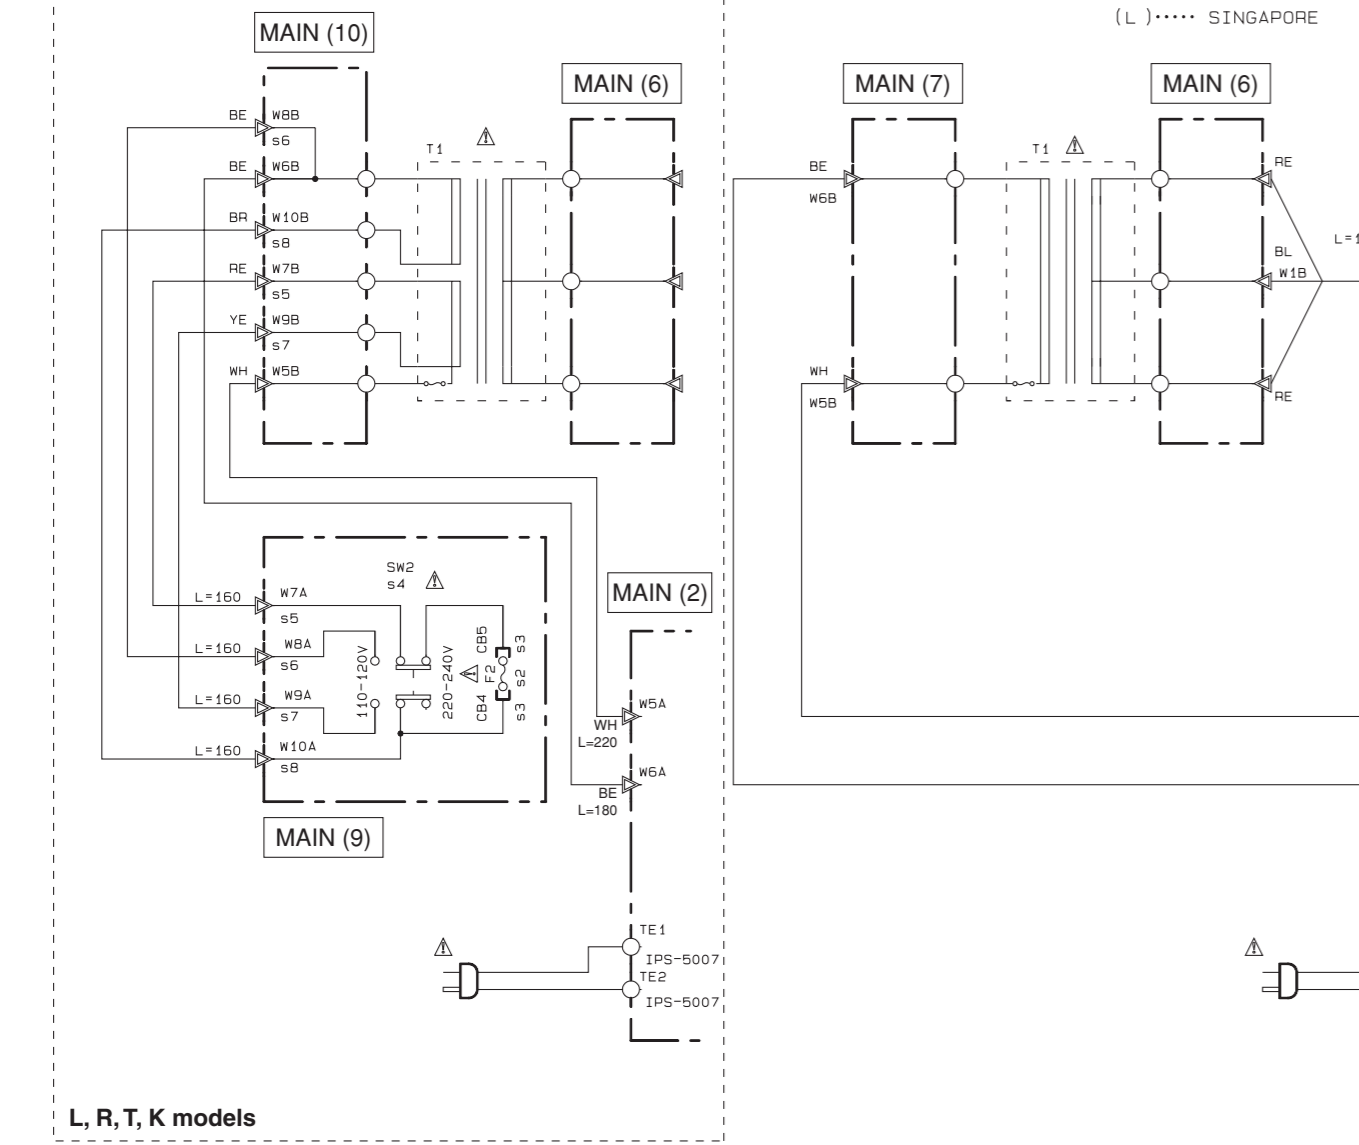 (L )····· SINGAPORE
MAIN (10)
MAIN (6)
MAIN (7)
MAIN (6)
BE W8B
s6
BE W6B
BR W10B
s8
RE W7B
s5
YE W9B
s7
WH W5B
T1
BE
W6B
WH
W5B
T1
RE
BL
W1B
RE
L=1
SW2
s4
L=160 W7A
s5
L=160 W8A
s6
L=160 W9A
s7
L=160 W10A
s8
110-120V
220-240V
CB4
F2
CB5
s3
s2
s3
MAIN (9)
MAIN (2)
W5A
WH
L=220
W6A
BE
L=180
TE1
IPS-5007
TE2
IPS-5007
L, R, T, K models